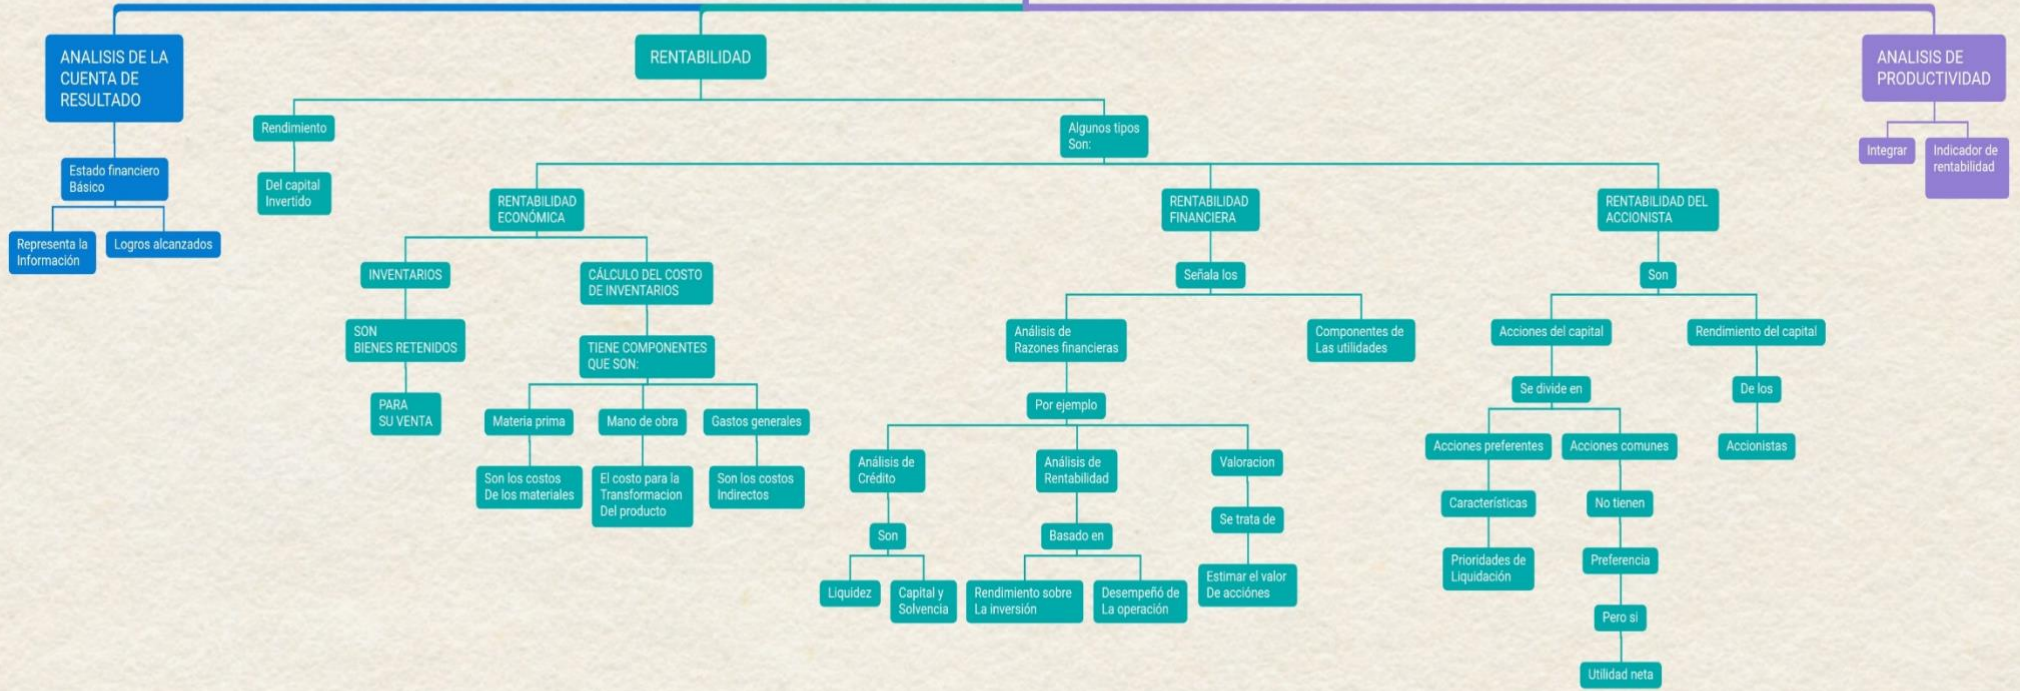 ANALISIS DE LA
CUENTA DE
RESULTADO
Estado financiero
Básico
Representa la
Información
Logros alcanzados
RENTABILIDAD
Rendimiento
Del capital
Invertido
Algunos tipos
Son:
RENTABILIDAD
ECONÓMICA
INVENTARIOS
SON
BIENES RETENIDOS
PARA
SU VENTA
CÁLCULO DEL COSTO
DE INVENTARIOS
TIENE COMPONENTES
QUE SON:
Materia prima
Son los costos
De los materiales
Mano de obra
El costo para la
Transformacion
Del producto
Gastos generales
Son los costos
Indirectos
RENTABILIDAD
FINANCIERA
Señala los
Análisis de
Razones financieras
Por ejemplo
Análisis de
Crédito
Son
Liquidez
Capital y
Solvencia
Análisis de
Rentabilidad
Basado en
Rendimiento sobre
La inversión
Desempeñó de
La operación
Valoracion
Se trata de
Estimar el valor
De acciónes
Componentes de
Las utilidades
RENTABILIDAD DEL
ACCIONISTA
Son
Acciones del capital
Se divide en
Acciones preferentes
Características
Prioridades de
Liquidación
Acciones comunes
No tienen
Preferencia
Pero si
Utilidad neta
Rendimiento del capital
De los
Accionistas
ANALISIS DE
PRODUCTIVIDAD
Integrar
Indicador de
rentabilidad